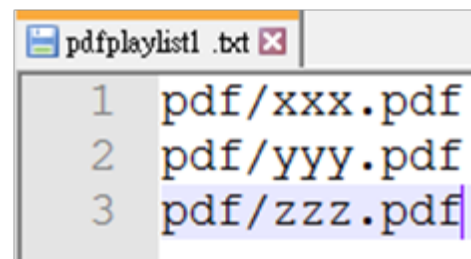 pdfplaylist1 .txt
1 pdf/xxx.pdf
2 pdf/yyy.pdf
3 pdf/zzz.pdf